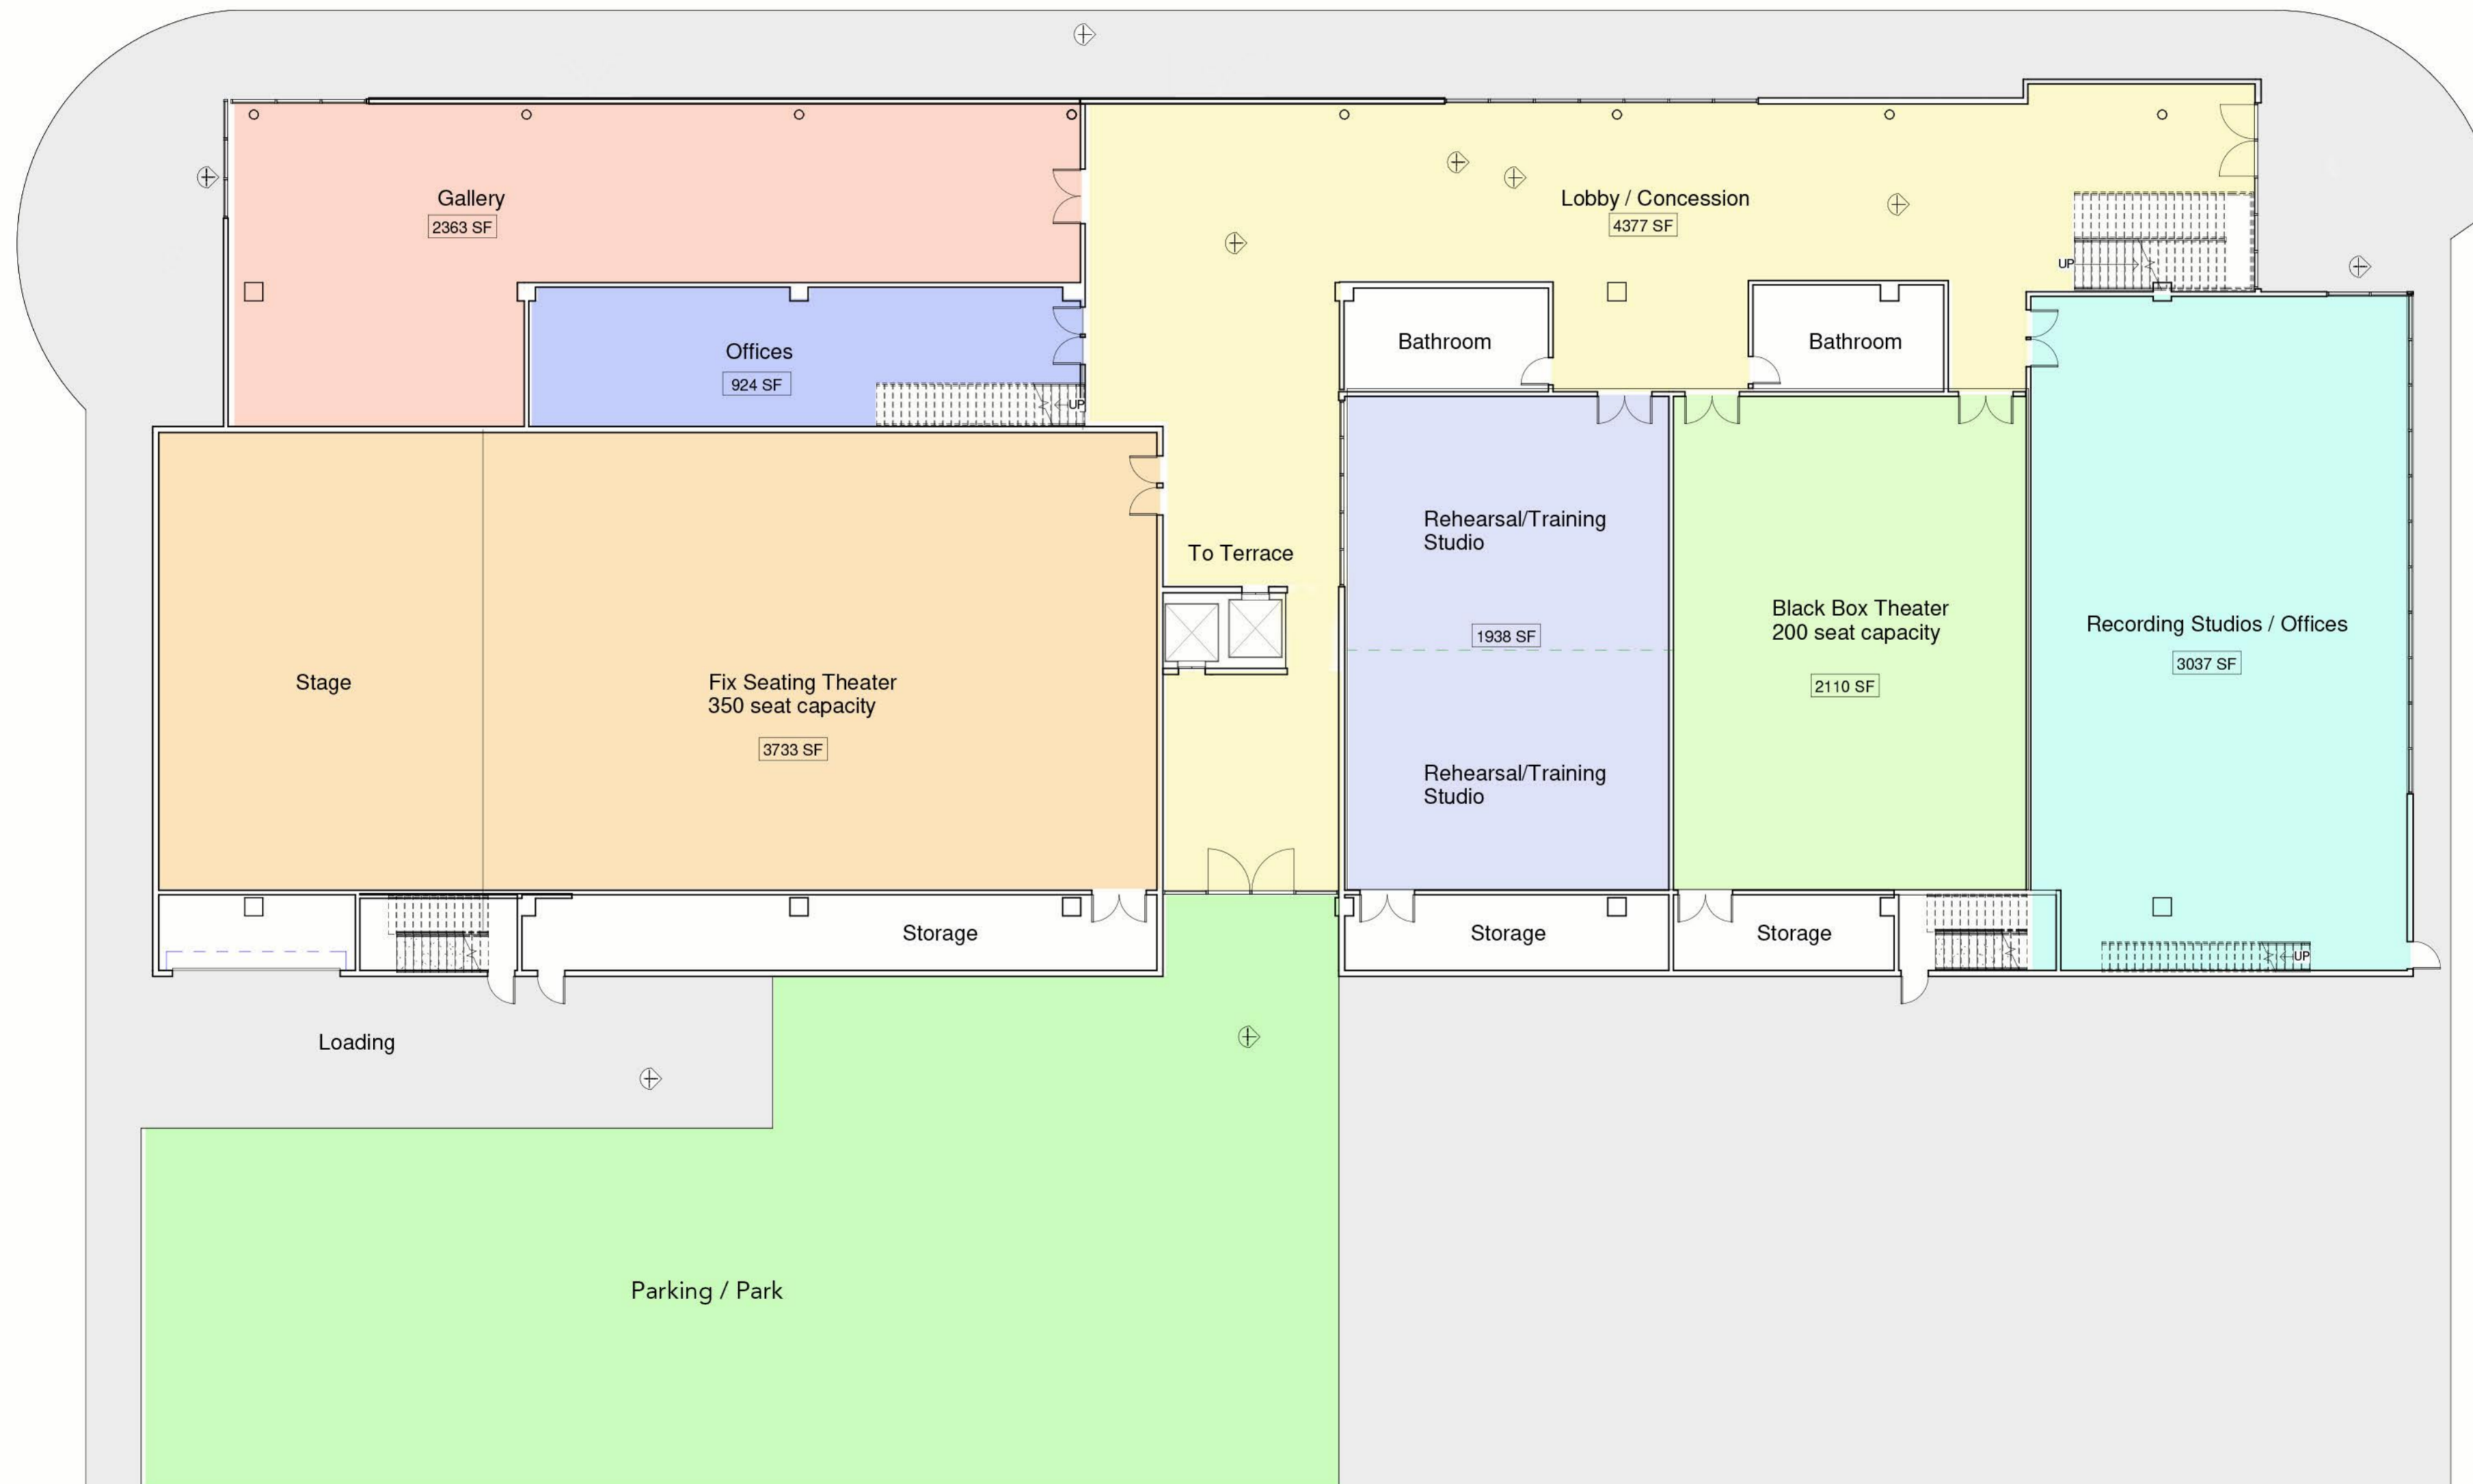 Gallery
2363 SF
Lobby / Concession
4377 SF
UP
Offices
924 SF
UP
Bathroom
Bathroom
Rehearsal/Training
Studio
To Terrace
Black Box Theater
200 seat capacity
Recording Studios / Offices
1938 SF
3037 SF
2110 SF
Stage
Fix Seating Theater
350 seat capacity
3733 SF
Rehearsal/Training
Studio
Storage
Storage
Storage
UP
Loading
Parking / Park